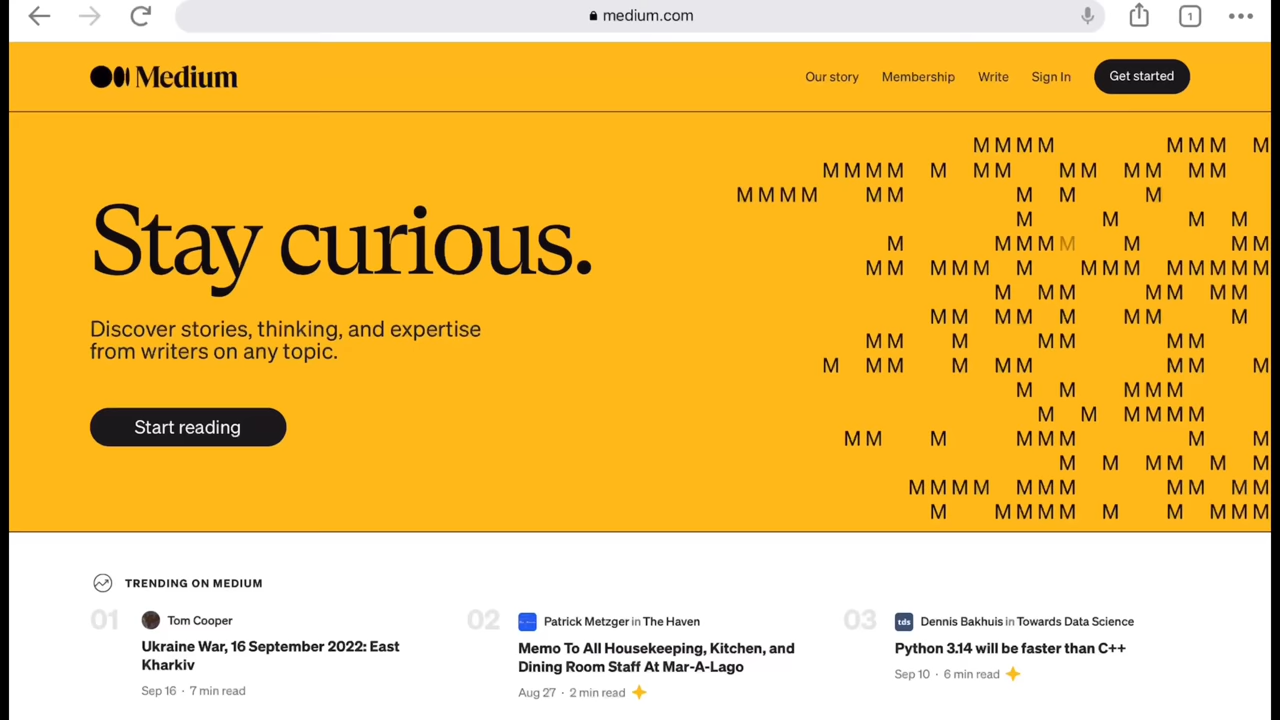 medium.com
1
Medium
Our story Membership Write Sign In Get started
Stay curious.
Discover stories, thinking, and expertise
from writers on any topic.
Start reading
M M M M M M M M
M M M M M M M M M M M M M M
M M M M M M M M M
M M M M
M M M M M M M M
M M M M M M M M M M M M M M
M M M M M M M
M M M M M M M M
M M M M M M M
M M M M M M M M M
M M M M M
M M M M M M
M M M M M M M M
M M M M M M
M M M M M M M M M M M
M M M M M M M M M M
TRENDING ON MEDIUM
01
Tom Cooper
Ukraine War, 16 September 2022: East
Kharkiv
Sep 16 · 7 min read
02
Patrick Metzger in The Haven
Memo To All Housekeeping, Kitchen, and
Dining Room Staff At Mar-A-Lago
Aug 27 · 2 min read
03
tds Dennis Bakhuis in Towards Data Science
Python 3.14 will be faster than C++
Sep 10 · 6 min read